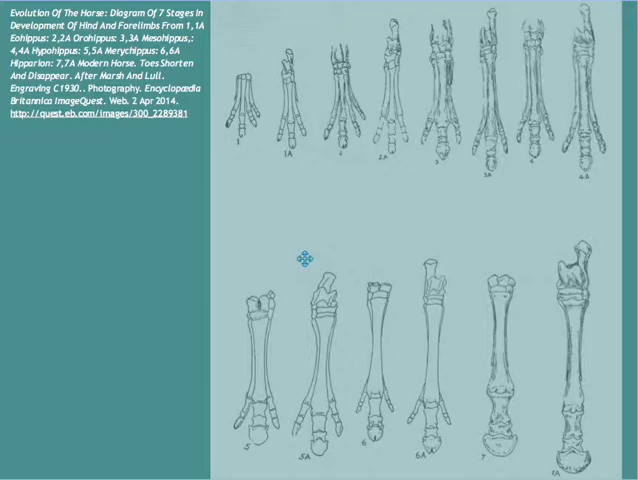 Evolution Of The Horse: Diagram Of 7 Stages In
Development Of Hind And Forelimbs From 1,1A
Eohippus: 2,2A Orohippus: 3,3A Mesohippus,:
4,4A Hypohippus: 5,5A Merychippus: 6,6A
Hipparion: 7,7A Modern Horse. Toes Shorten
And Disappear. After Marsh And Lull.
Engraving C1930.. Photography. Encyclopædia
Britannica ImageQuest. Web. 2 Apr 2014.
http://quest.eb.com/images/300_2289381
1 1A 2A 3 3A 4 4A
5 5A 6 6A 7